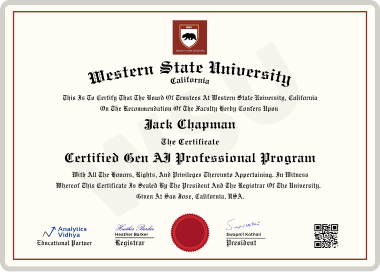 Western State University
California
This Is To Certify That The Board Of Trustees At Western State University, California
On The Recommendation Of The Faculty Herby Confers Upon
Jack Chapman
The Certificate
Certified Gen AI Professional Program
With All The Honors, Rights, And Privileges Thereunto Appertaining. In Witness
Whereof This Certificate Is Sealed By The President And The Registrar Of The University.
Given At San Jose, California, USA.
Analytics
Vidhya
Educational Partner
Heather Barker
Heather Barker
Registrar
Swapnil Kothari
President
WSU